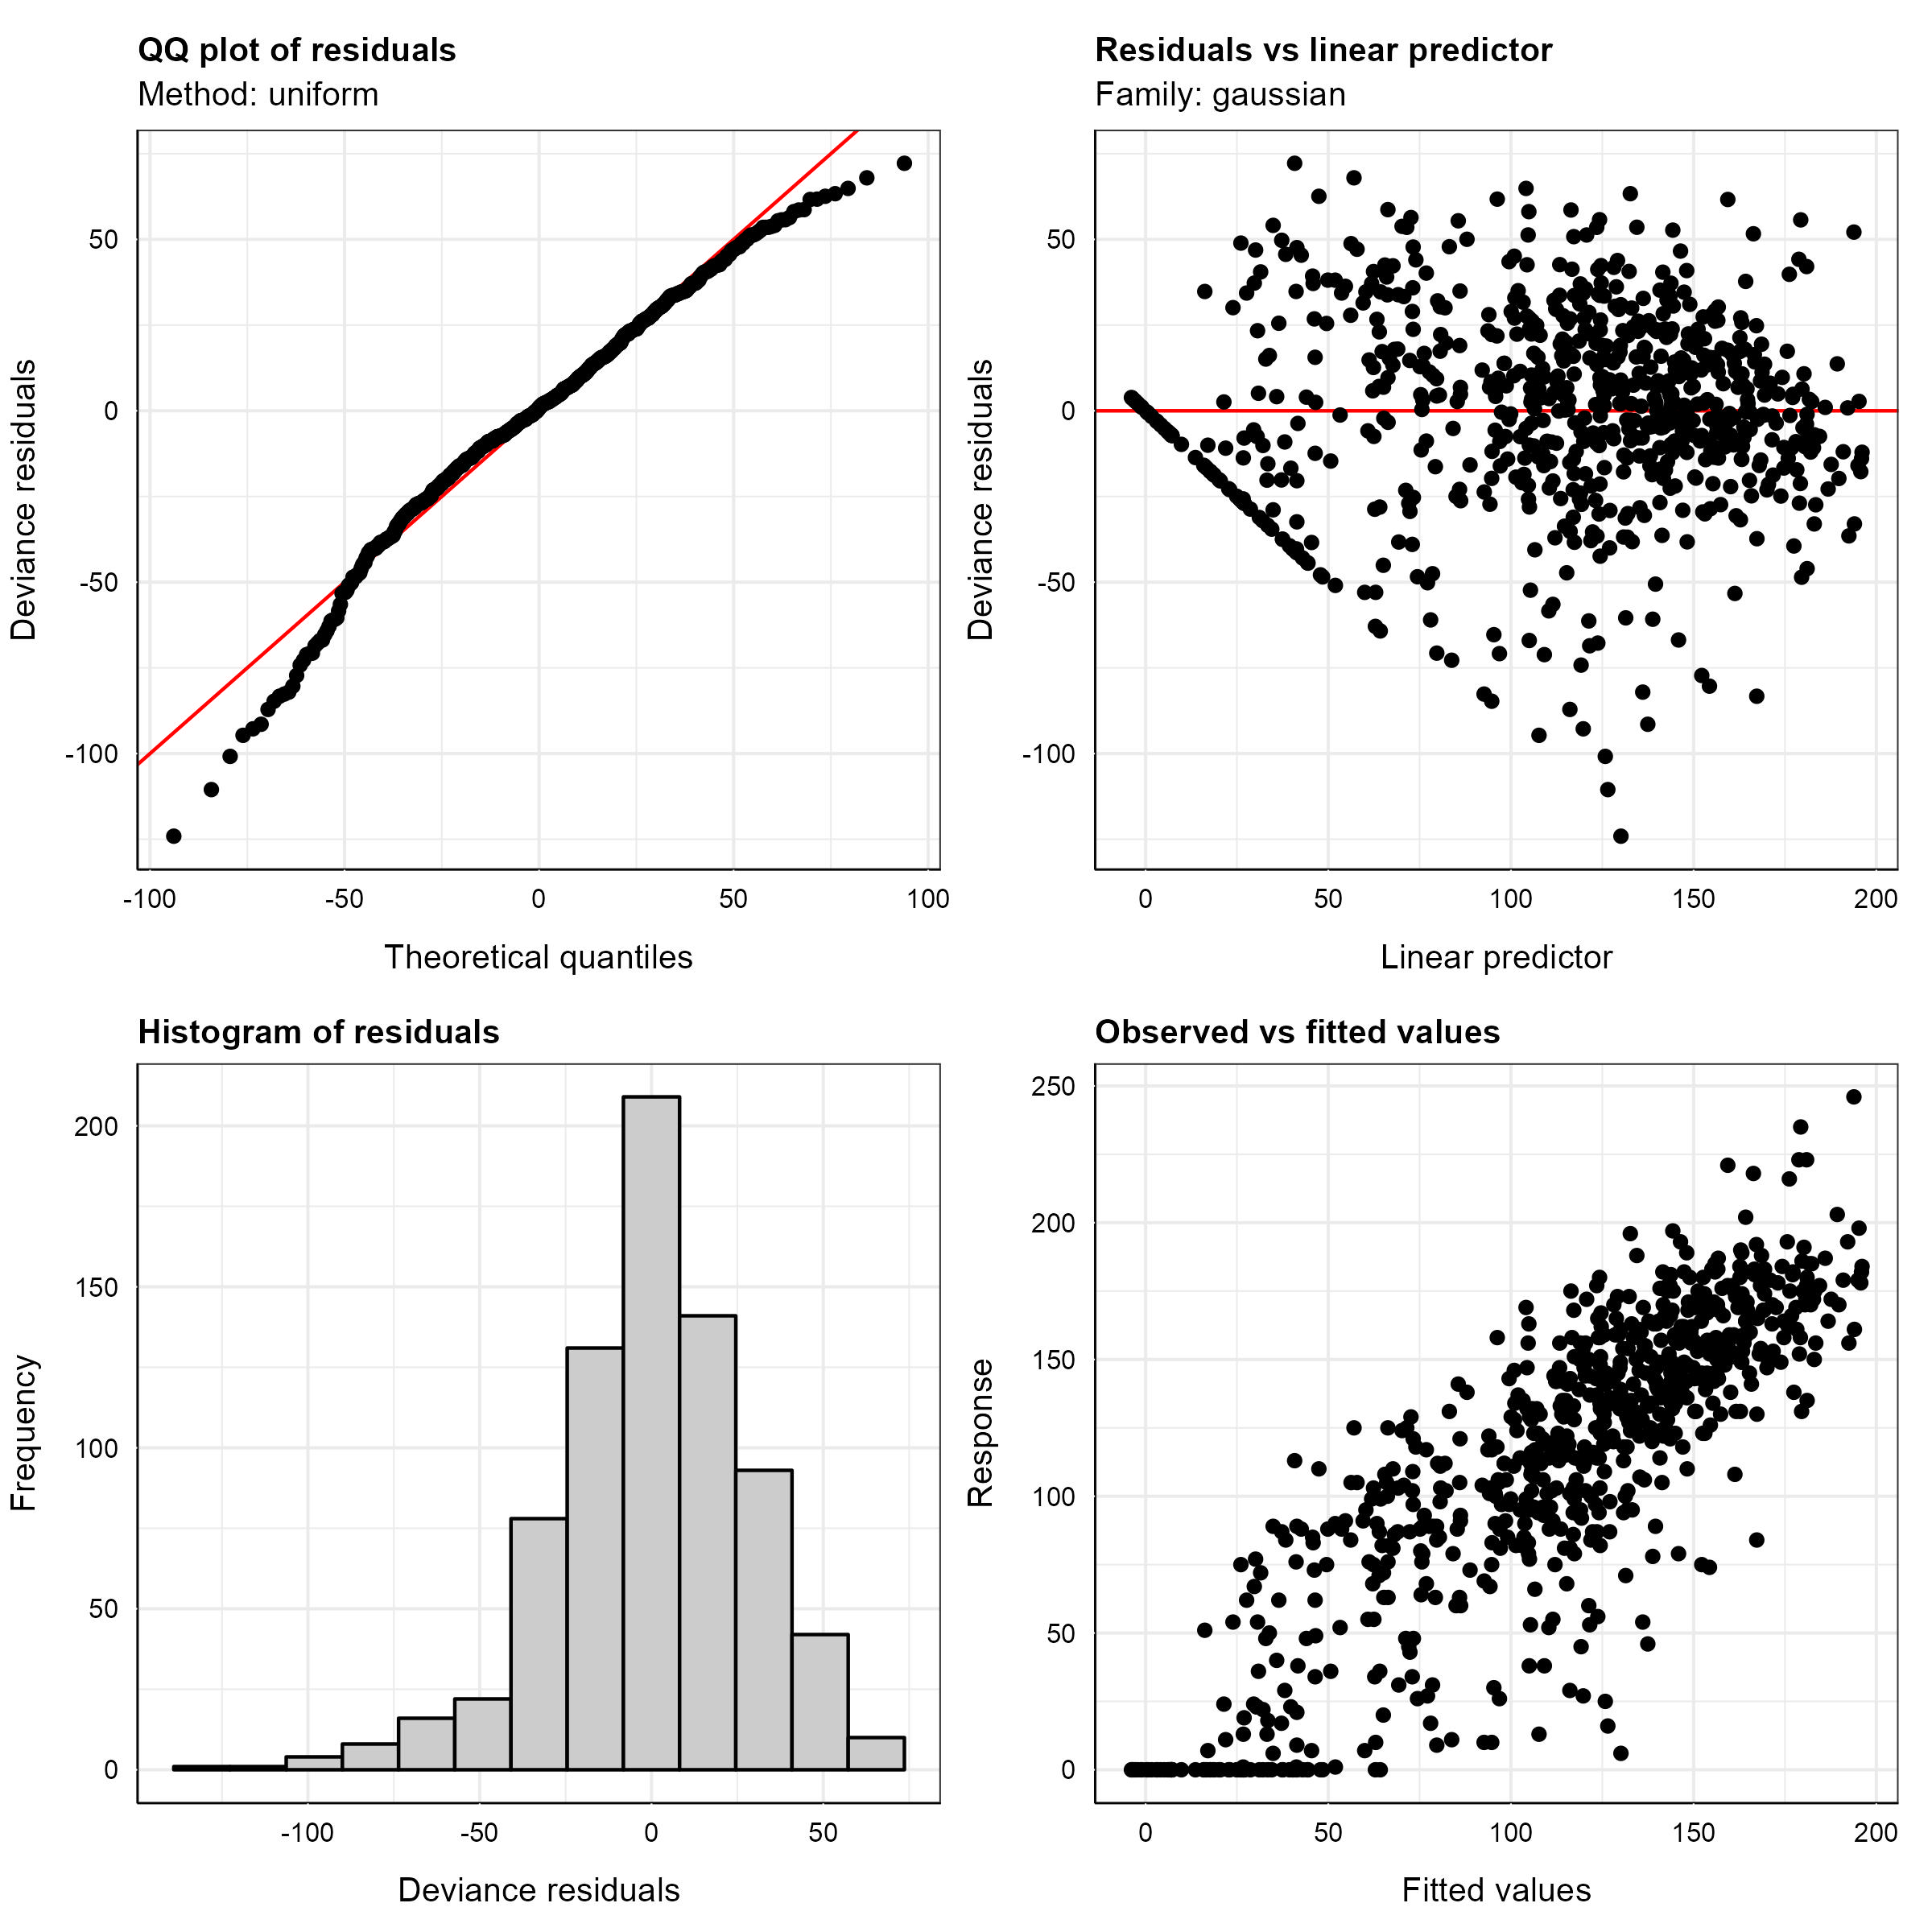 QQ plot of residuals
Method: uniform
Deviance residuals
50
0
-50
-100
-100
-50
0
50
100
Theoretical quantiles
Residuals vs linear predictor
Family: gaussian
Deviance residuals
50
0
-50
-100
0
50
100
150
200
Linear predictor
Histogram of residuals
Frequency
200
150
100
50
0
-100
-50
0
50
Deviance residuals
Observed vs fitted values
Response
250
200
150
100
50
0
0
50
100
150
200
Fitted values